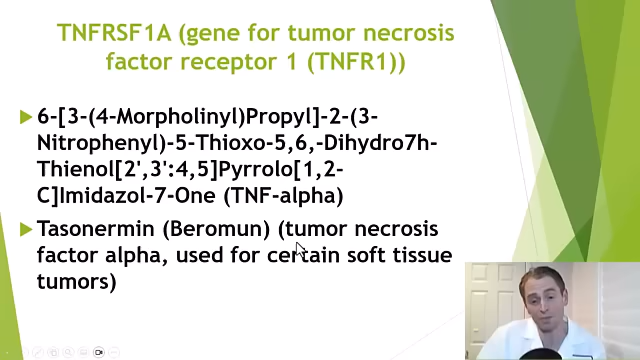 TNFRSF1A (gene for tumor necrosis
factor receptor 1 (TNFR1))
6-[3-(4-Morpholinyl)Propyl]-2-(3-
Nitrophenyl)-5-Thioxo-5,6,-Dihydro7h-
Thienol[2',3':4,5]Pyrrolo[1,2-
C]Imidazol-7-One (TNF-alpha)
Tasonermin (Beromun) (tumor necrosis
factor alpha, used for certain soft tissue
tumors)